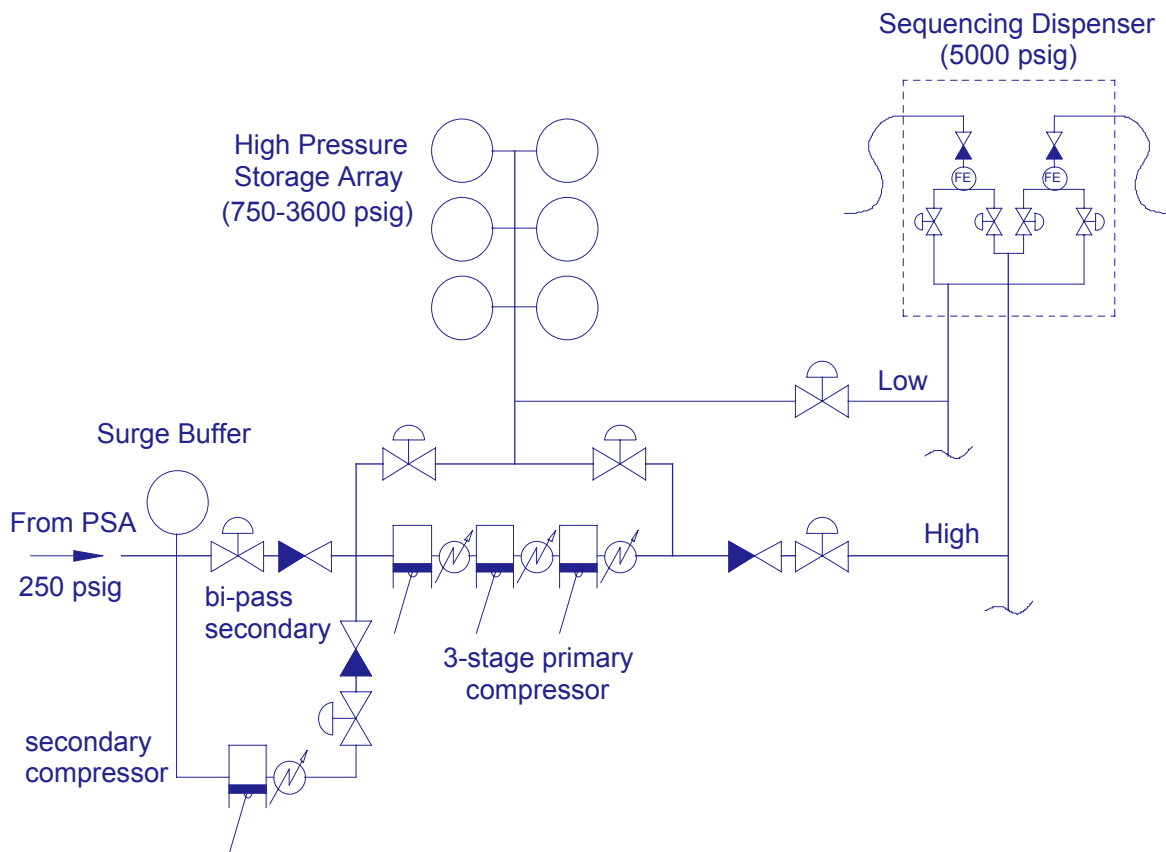 Sequencing Dispenser
(5000 psig)
High Pressure
Storage Array
(750-3600 psig)
FE
FE
Low
Surge Buffer
From PSA
250 psig
High
bi-pass
secondary
3-stage primary
compressor
secondary
compressor